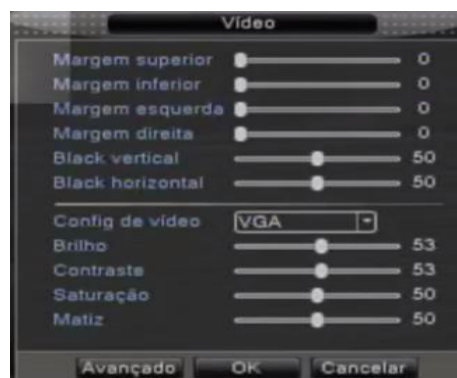 Vídeo
Margem superior 0
Margem inferior 0
Margem esquerda 0
Margem direita 0
Black vertical 50
Black horizontal 50
Config de vídeo VGA
Brilho 53
Contraste 53
Saturação 50
Matiz 50
Avançado OK Cancelar